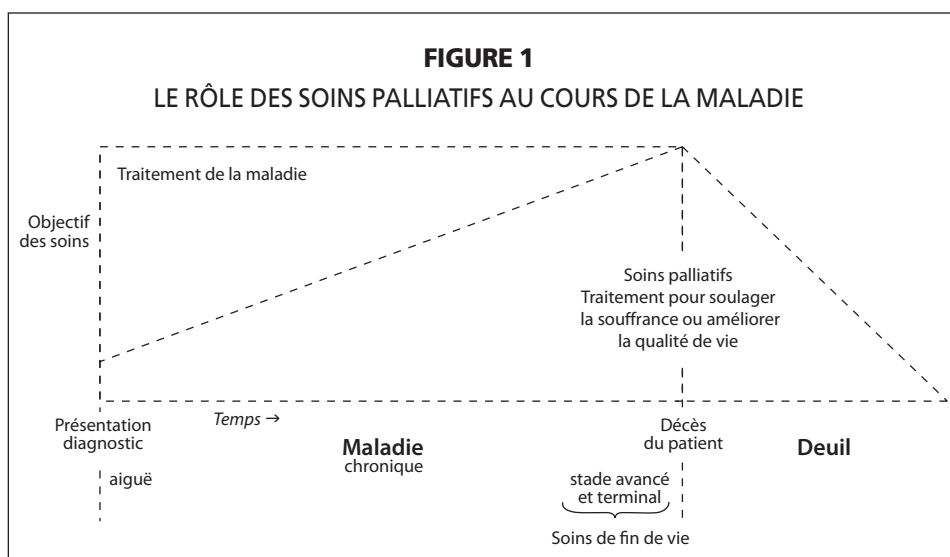 FIGURE 1
LE RÔLE DES SOINS PALLIATIFS AU COURS DE LA MALADIE
Traitement de la maladie
Objectif
des soins
Soins palliatifs
Traitement pour soulager
la souffrance ou améliorer
la qualité de vie
Temps →
Présentation
diagnostic
Maladie
chronique
Décès
du patient
Deuil
aiguë
stade avancé
et terminal
Soins de fin de vie